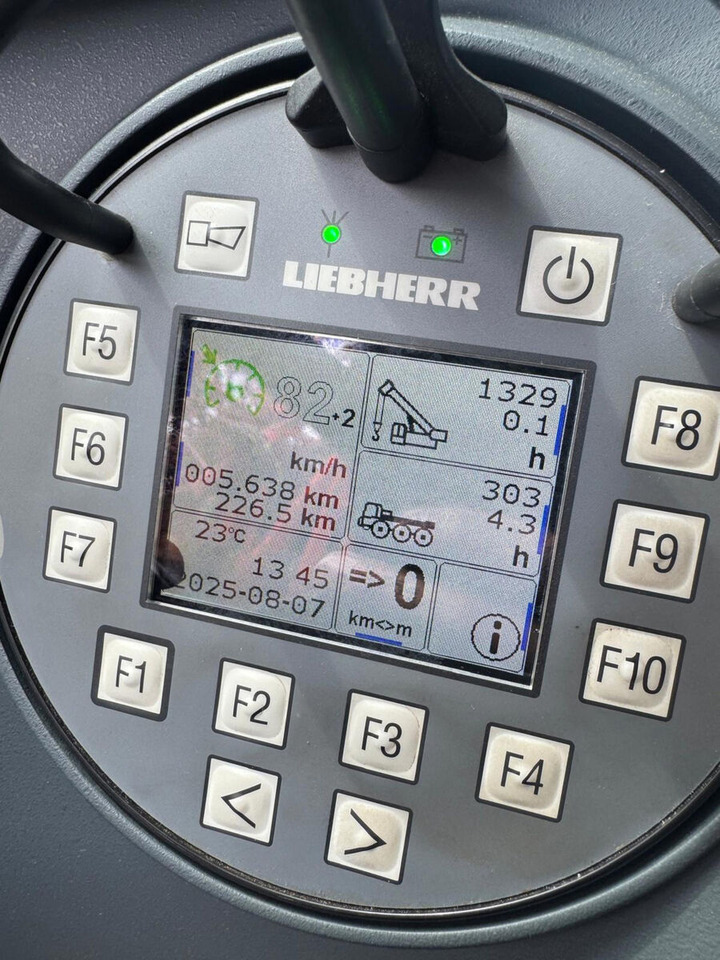 LIEBHERR
F5
F6
F7
F8
F9
F10
82+2
km/h
005.638 km
226.5 km
23°C
13 45
2025-08-07
1329
0.1
h
303
4.3
h
=> 0
km<>m
i
F1
F2
F3
F4
<
>